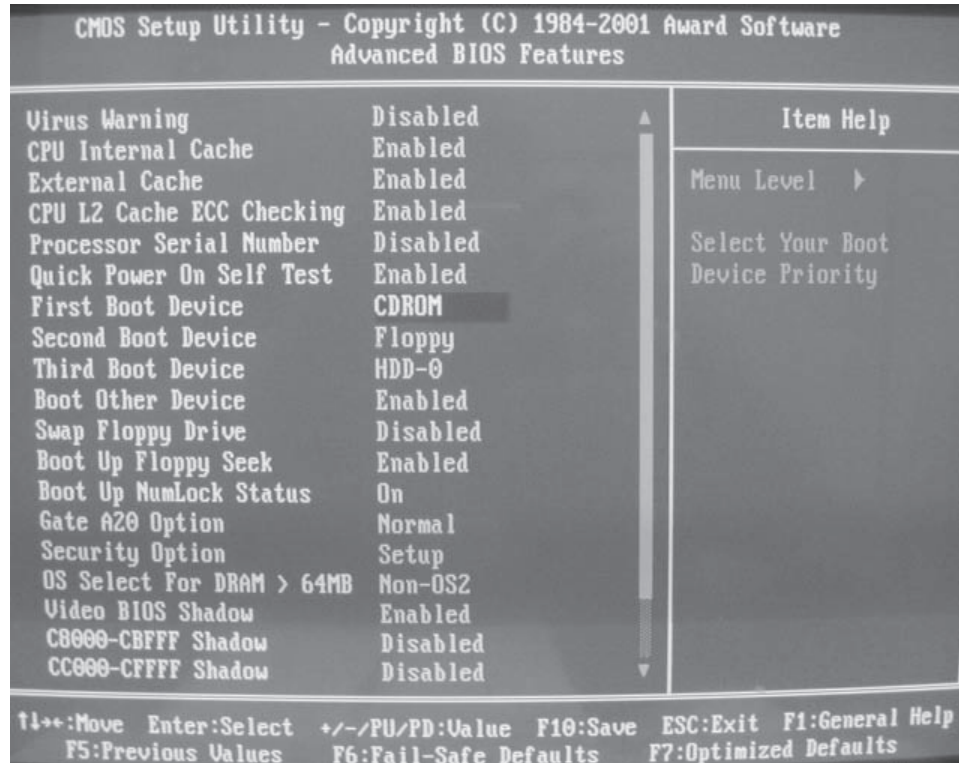 CMOS Setup Utility - Copyright (C) 1984-2001 Award Software
Advanced BIOS Features
Virus Warning Disabled
CPU Internal Cache Enabled
External Cache Enabled
CPU L2 Cache ECC Checking Enabled
Processor Serial Number Disabled
Quick Power On Self Test Enabled
First Boot Device CDROM
Second Boot Device Floppy
Third Boot Device HDD-0
Boot Other Device Enabled
Swap Floppy Drive Disabled
Boot Up Floppy Seek Enabled
Boot Up NumLock Status On
Gate A20 Option Normal
Security Option Setup
OS Select For DRAM > 64MB Non-OS2
Video BIOS Shadow Enabled
C8000-CBFFF Shadow Disabled
CC000-CFFFF Shadow Disabled
Item Help
Menu Level ▶
Select Your Boot
Device Priority
↑↓→←:Move Enter:Select +/-/PU/PD:Value F10:Save ESC:Exit F1:General Help
F5:Previous Values F6:Fail-Safe Defaults F7:Optimized Defaults